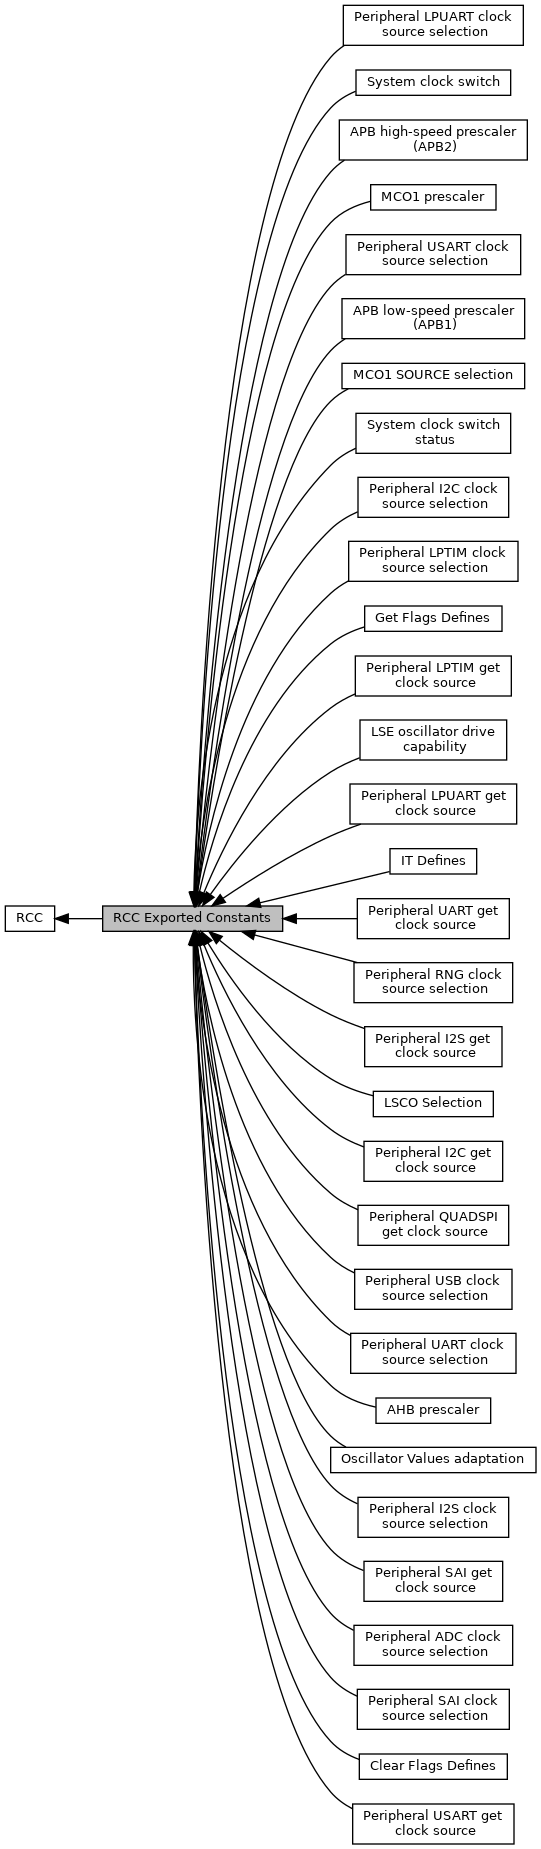 Peripheral LPUART clock
source selection
System clock switch
APB high-speed prescaler
(APB2)
MCO1 prescaler
Peripheral USART clock
source selection
APB low-speed prescaler
(APB1)
MCO1 SOURCE selection
System clock switch
status
Peripheral I2C clock
source selection
Peripheral LPTIM clock
source selection
Get Flags Defines
Peripheral LPTIM get
clock source
LSE oscillator drive
capability
Peripheral LPUART get
clock source
IT Defines
RCC
RCC Exported Constants
Peripheral UART get
clock source
Peripheral RNG clock
source selection
Peripheral I2S get
clock source
LSCO Selection
Peripheral I2C get
clock source
Peripheral QUADSPI
get clock source
Peripheral USB clock
source selection
Peripheral UART clock
source selection
AHB prescaler
Oscillator Values adaptation
Peripheral I2S clock
source selection
Peripheral SAI get
clock source
Peripheral ADC clock
source selection
Peripheral SAI clock
source selection
Clear Flags Defines
Peripheral USART get
clock source